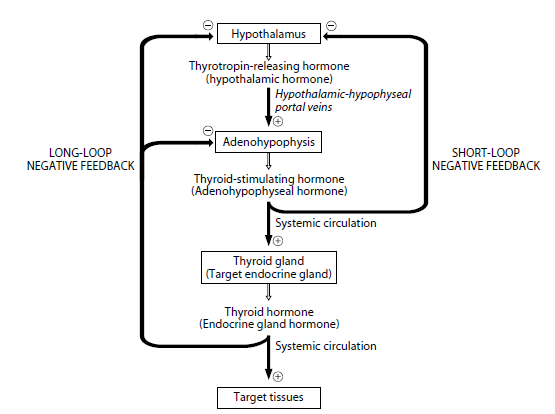 ⊖
⊖
Hypothalamus
Thyrotropin-releasing hormone
(hypothalamic hormone)
Hypothalamic-hypophyseal
portal veins
⊕
⊖
Adenohypophysis
LONG-LOOP
NEGATIVE FEEDBACK
SHORT-LOOP
NEGATIVE FEEDBACK
Thyroid-stimulating hormone
(Adenohypophyseal hormone)
Systemic circulation
⊕
Thyroid gland
(Target endocrine gland)
Thyroid hormone
(Endocrine gland hormone)
Systemic circulation
⊕
Target tissues